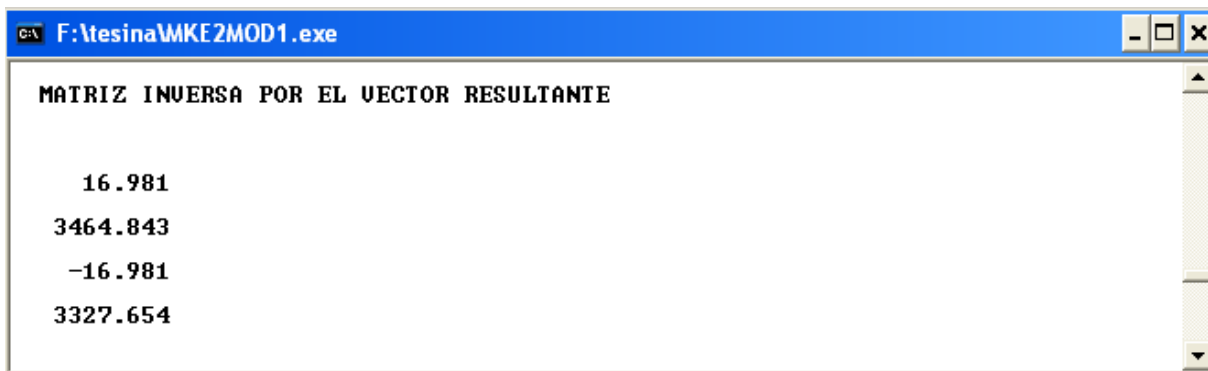 F:\tesina\MKE2MOD1.exe
MATRIZ INVERSA POR EL VECTOR RESULTANTE
16.981
3464.843
-16.981
3327.654